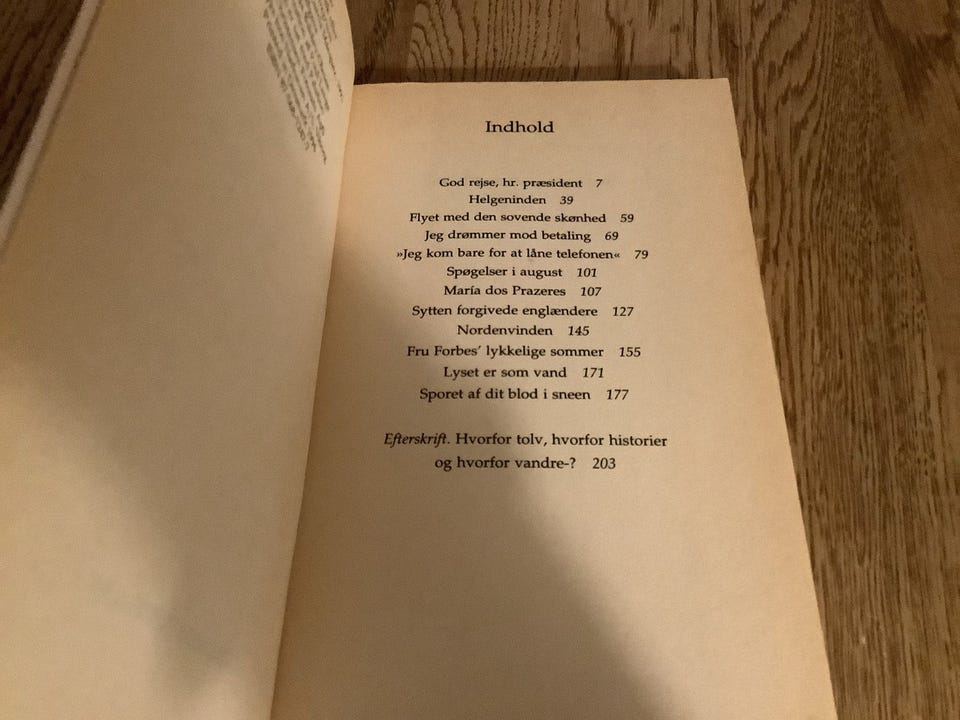 Indhold
God rejse, hr. præsident 7
Helgeninden 39
Flyet med den sovende skønhed 59
Jeg drømmer mod betaling 69
»Jeg kom bare for at låne telefonen« 79
Spøgelser i august 101
María dos Prazeres 107
Sytten forgivede englændere 127
Nordenvinden 145
Fru Forbes' lykkelige sommer 155
Lyset er som vand 171
Sporet af dit blod i sneen 177
Efterskrift. Hvorfor tolv, hvorfor historier
og hvorfor vandre-? 203